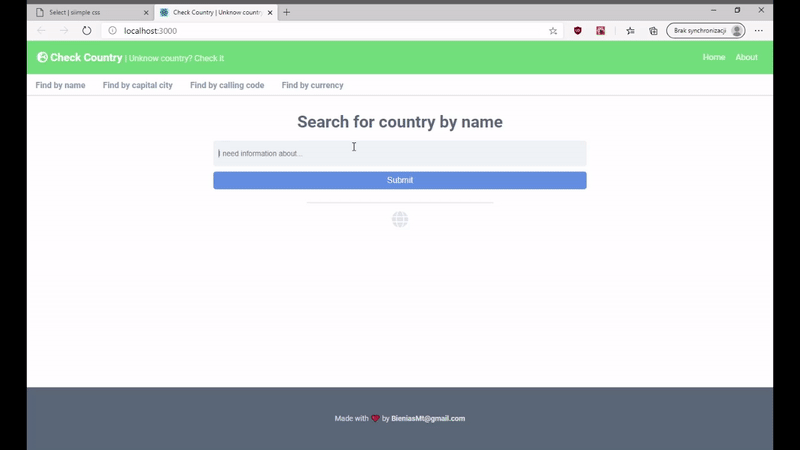 Select | siimple css
Check Country | Unknow country
localhost:3000
Brak synchronizacji
Check Country | Unknow country? Check it
Home
About
Find by name
Find by capital city
Find by calling code
Find by currency
Search for country by name
I need information about...
Submit
Made with ❤ by BieniasMt@gmail.com